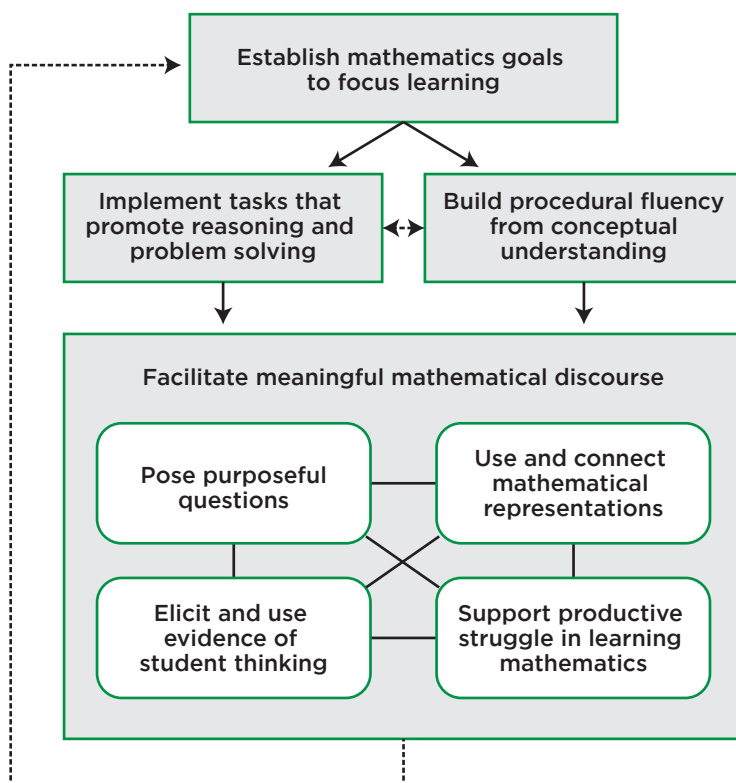 Establish mathematics goals
to focus learning
Implement tasks that
promote reasoning and
problem solving
Build procedural fluency
from conceptual
understanding
Facilitate meaningful mathematical discourse
Pose purposeful
questions
Use and connect
mathematical
representations
Elicit and use
evidence of
student thinking
Support productive
struggle in learning
mathematics